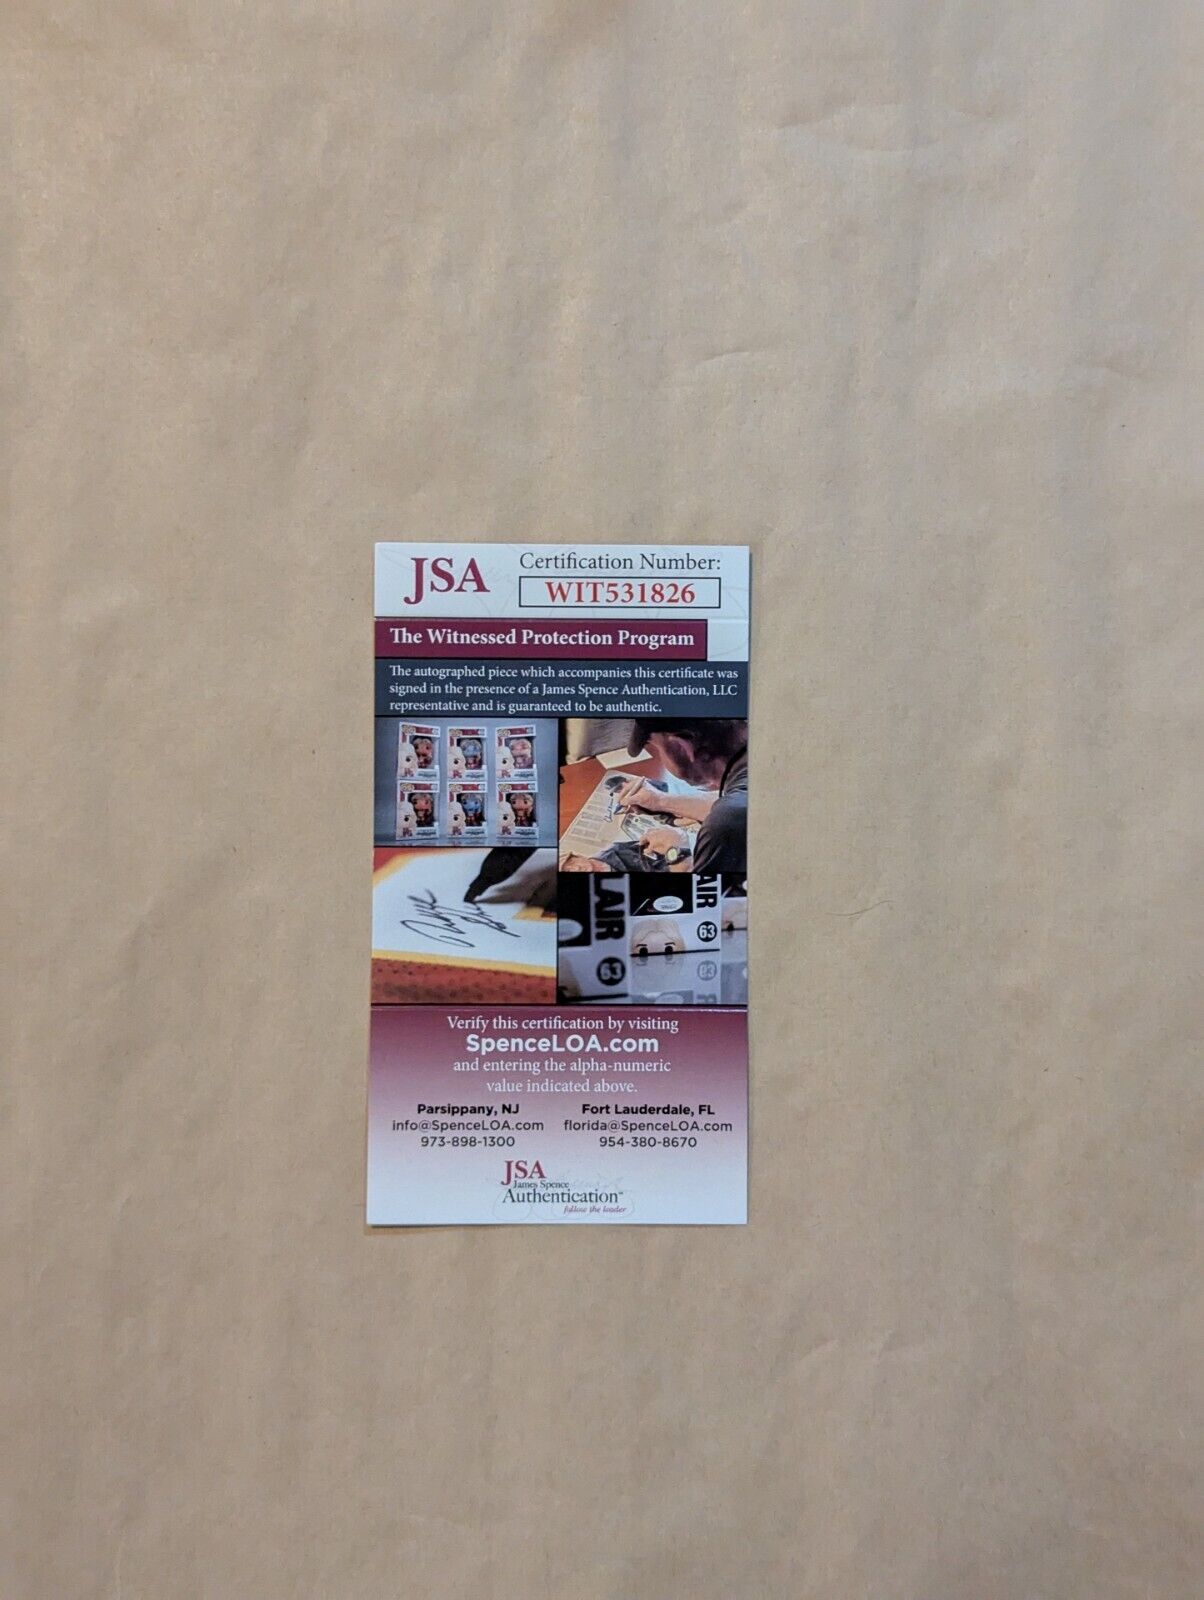 JSA
Certification Number:
WIT531826
The Witnessed Protection Program
The autographed piece which accompanies this certificate was
signed in the presence of a James Spence Authentication, LLC
representative and is guaranteed to be authentic.
LAIR
63
AIR
63
Verify this certification by visiting
SpenceLOA.com
and entering the alpha-numeric
value indicated above.
Parsippany, NJ
info@SpenceLOA.com
973-898-1300
Fort Lauderdale, FL
florida@SpenceLOA.com
954-380-8670
JSA
James Spence
Authentication™
follow the leader